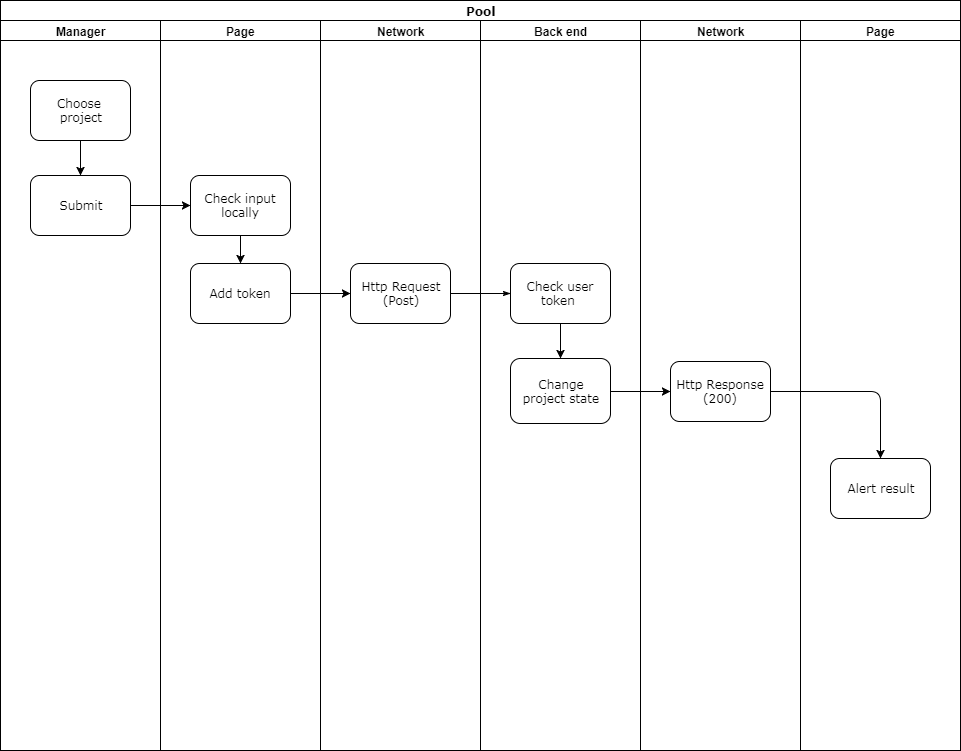 Pool
Manager
Page
Network
Back end
Network
Page
Choose
project
Submit
Check input
locally
Add token
Http Request
(Post)
Check user
token
Change
project state
Http Response
(200)
Alert result